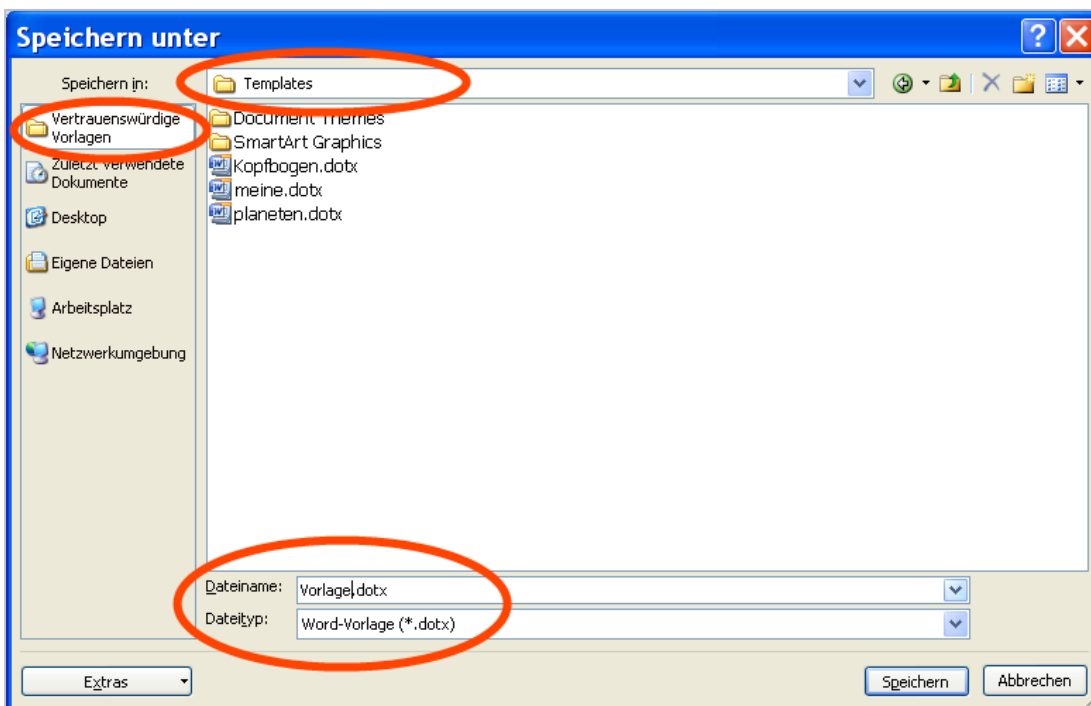 Speichern unter
Speichern in:
Templates
Vertrauenswürdige
Vorlagen
Zuletzt verwendete
Dokumente
Desktop
Eigene Dateien
Arbeitsplatz
Netzwerkumgebung
Document Themes
SmartArt Graphics
Kopfbogen.dotx
meine.dotx
planeten.dotx
Dateiname:
Vorlage.dotx
Dateityp:
Word-Vorlage (*.dotx)
Extras
Speichern
Abbrechen